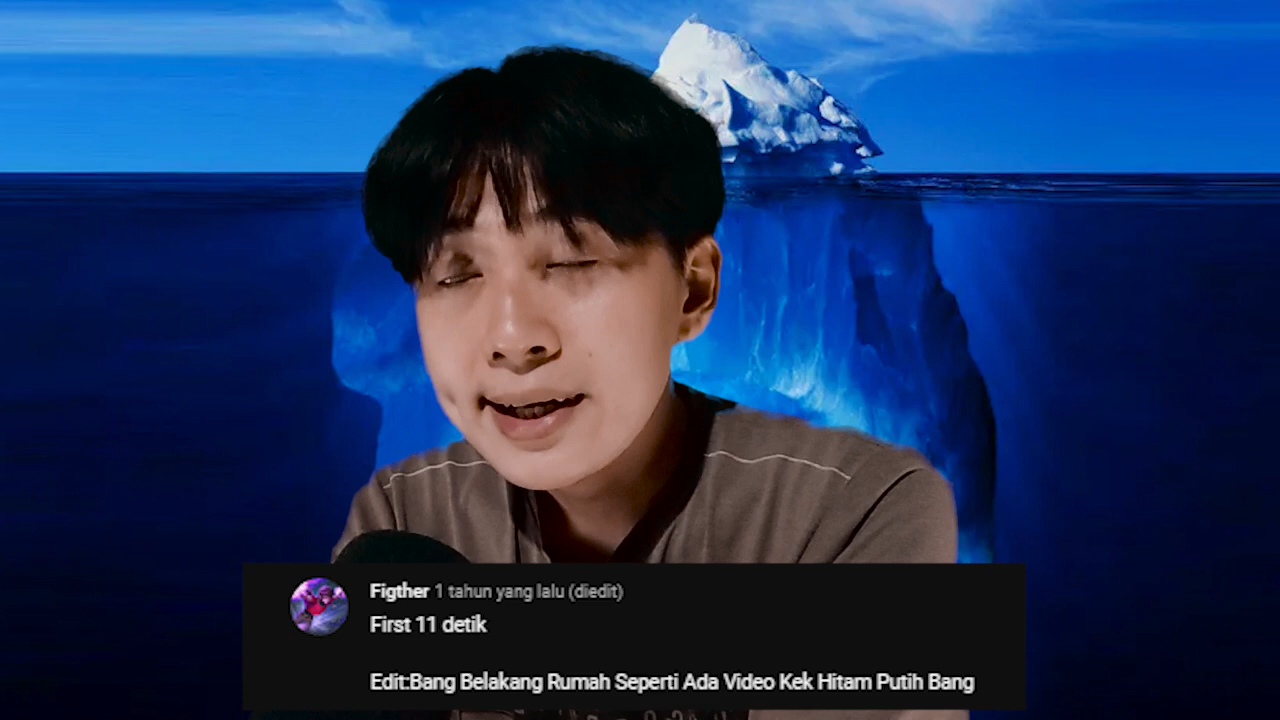 Figther 1 tahun yang lalu (diedit)
First 11 detik
Edit:Bang Belakang Rumah Seperti Ada Video Kek Hitam Putih Bang